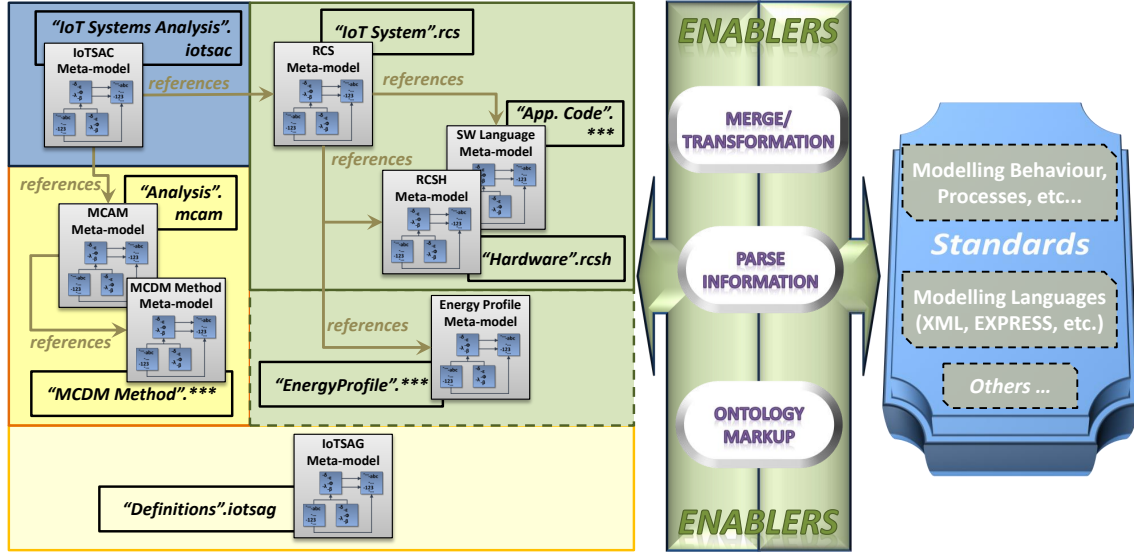 “IoT Systems Analysis”.
iotsac
IoTSAC
Meta-model
references
“IoT System”.rcs
RCS
Meta-model
references
“App. Code”.
***
SW Language
Meta-model
references
RCSH
Meta-model
“Hardware”.rcsh
references
“Analysis”.
mcam
MCAM
Meta-model
MCDM Method
Meta-model
references
“MCDM Method”.***
references
Energy Profile
Meta-model
“EnergyProfile”.***
IoTSAG
Meta-model
“Definitions”.iotsag
ENABLERS
MERGE/
TRANSFORMATION
PARSE
INFORMATION
ONTOLOGY
MARKUP
ENABLERS
Modelling Behaviour,
Processes, etc...
Standards
Modelling Languages
(XML, EXPRESS, etc.)
Others ...